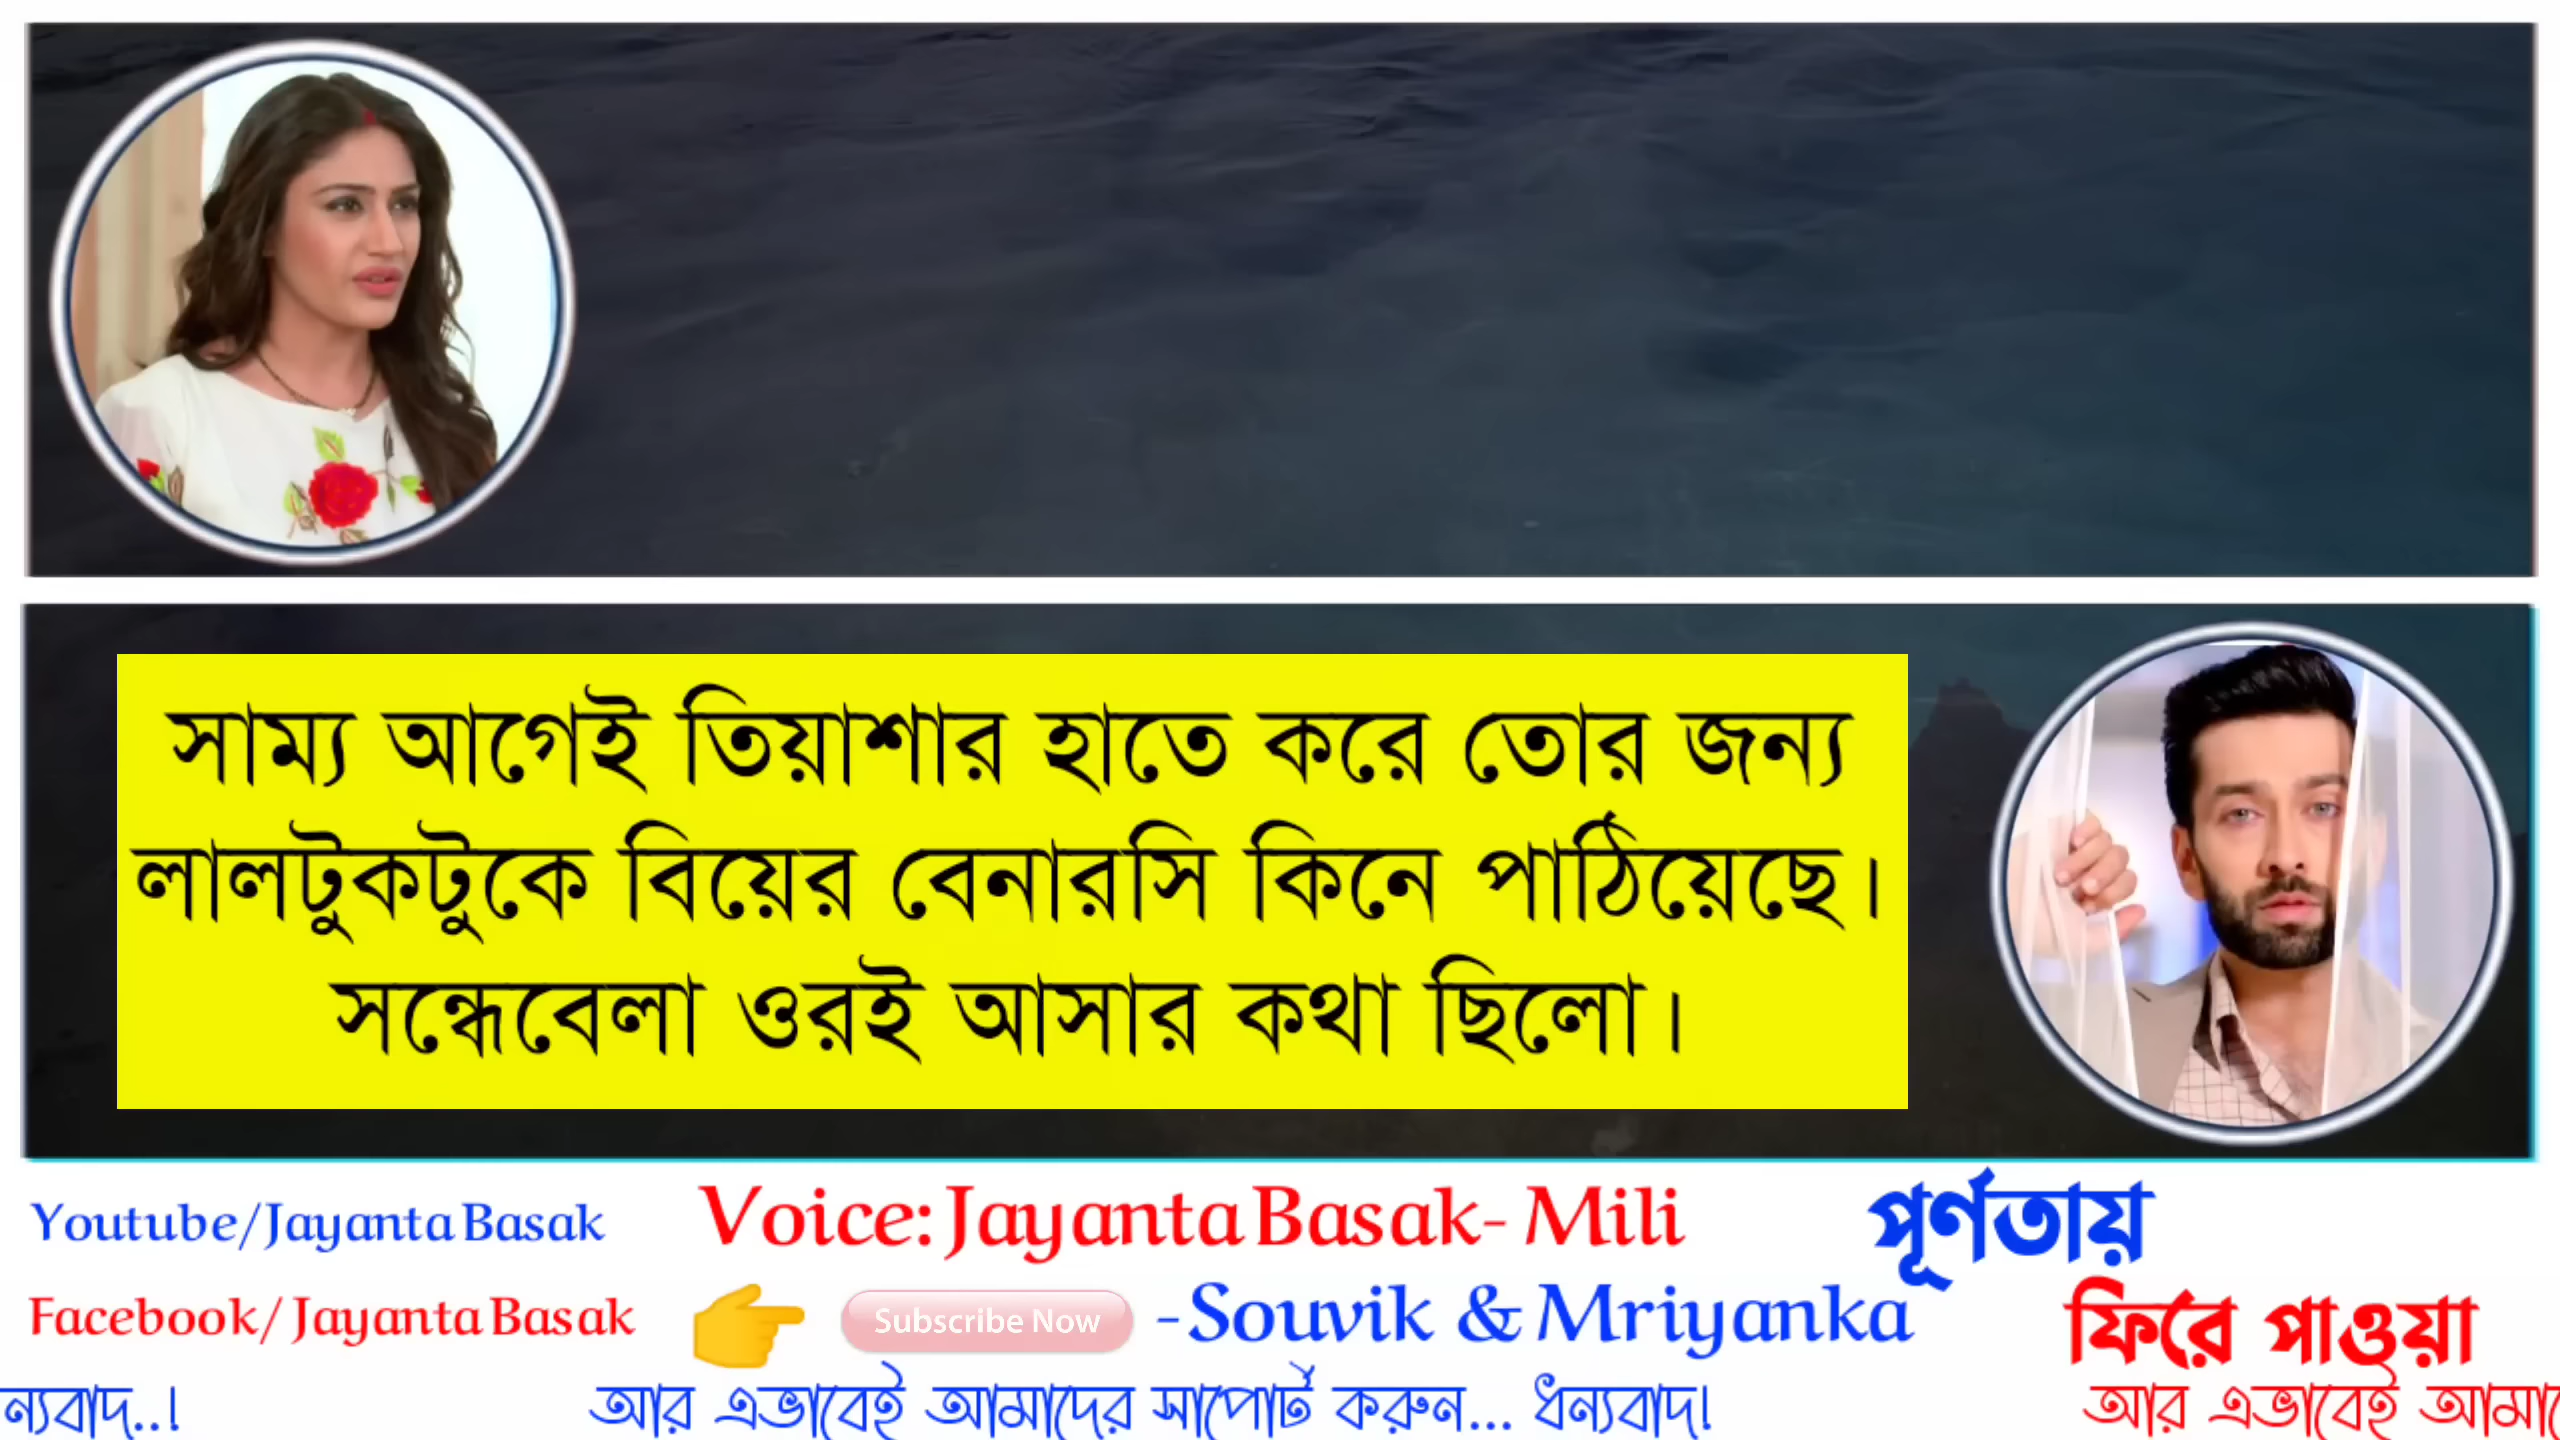 সাম্য আগেই তিয়াশার হাতে করে তোর জন্য
লালটুকটুকে বিয়ের বেনারসি কিনে পাঠিয়েছে।
সন্ধেবেলা ওরই আসার কথা ছিলো।
Youtube/Jayanta Basak
Voice: Jayanta Basak- Mili
পূর্ণতায়
Facebook/ Jayanta Basak
Subscribe Now
-Souvik & Mriyanka
ফিরে পাওয়া
ন্যবাদ..!
আর এভাবেই আমাদের সাপোর্ট করুন... ধন্যবাদ!
আর এভাবেই